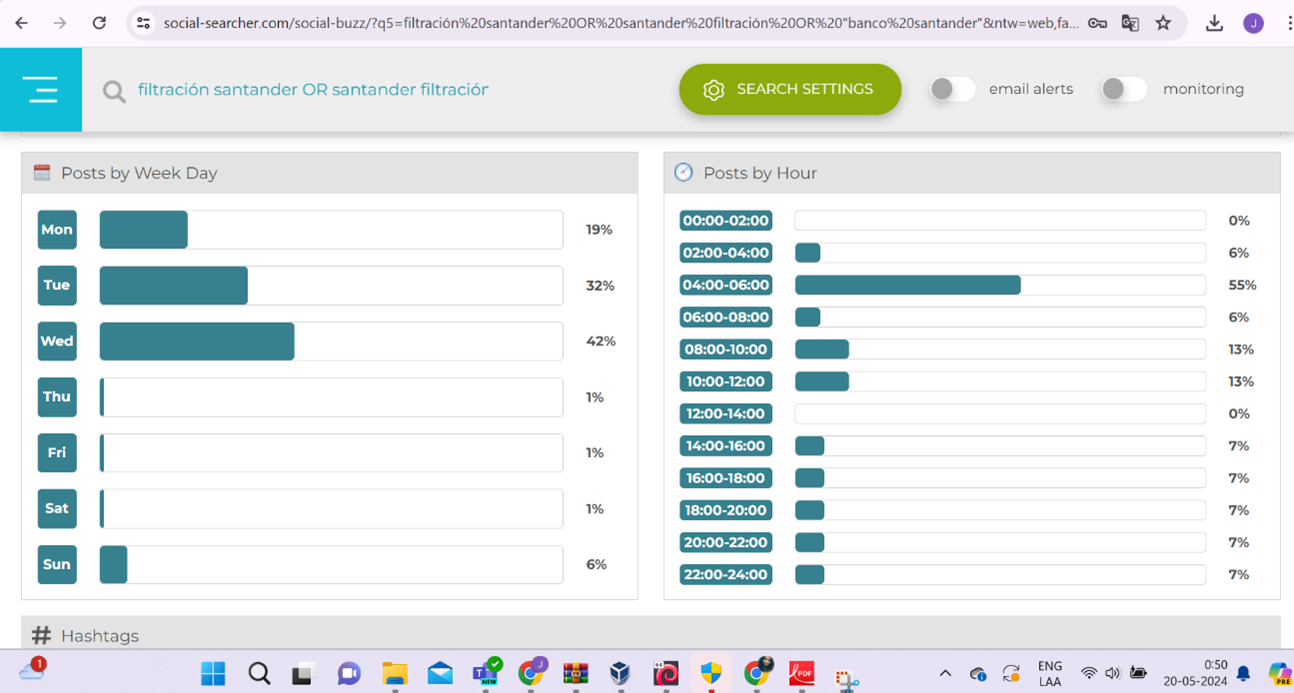 social-searcher.com/social-buzz/?q5=filtración%20santander%20OR%20santander%20filtración%20OR%20"banco%20santander"&ntw=web,fa...
J
filtración santander OR santander filtraciór
SEARCH SETTINGS
email alerts
monitoring
Posts by Week Day
Mon 19%
Tue 32%
Wed 42%
Thu 1%
Fri 1%
Sat 1%
Sun 6%
Posts by Hour
00:00-02:00 0%
02:00-04:00 6%
04:00-06:00 55%
06:00-08:00 6%
08:00-10:00 13%
10:00-12:00 13%
12:00-14:00 0%
14:00-16:00 7%
16:00-18:00 7%
18:00-20:00 7%
20:00-22:00 7%
22:00-24:00 7%
# Hashtags
1
NEW
J
64
PDF
ENG
LAA
0:50
20-05-2024
PRE